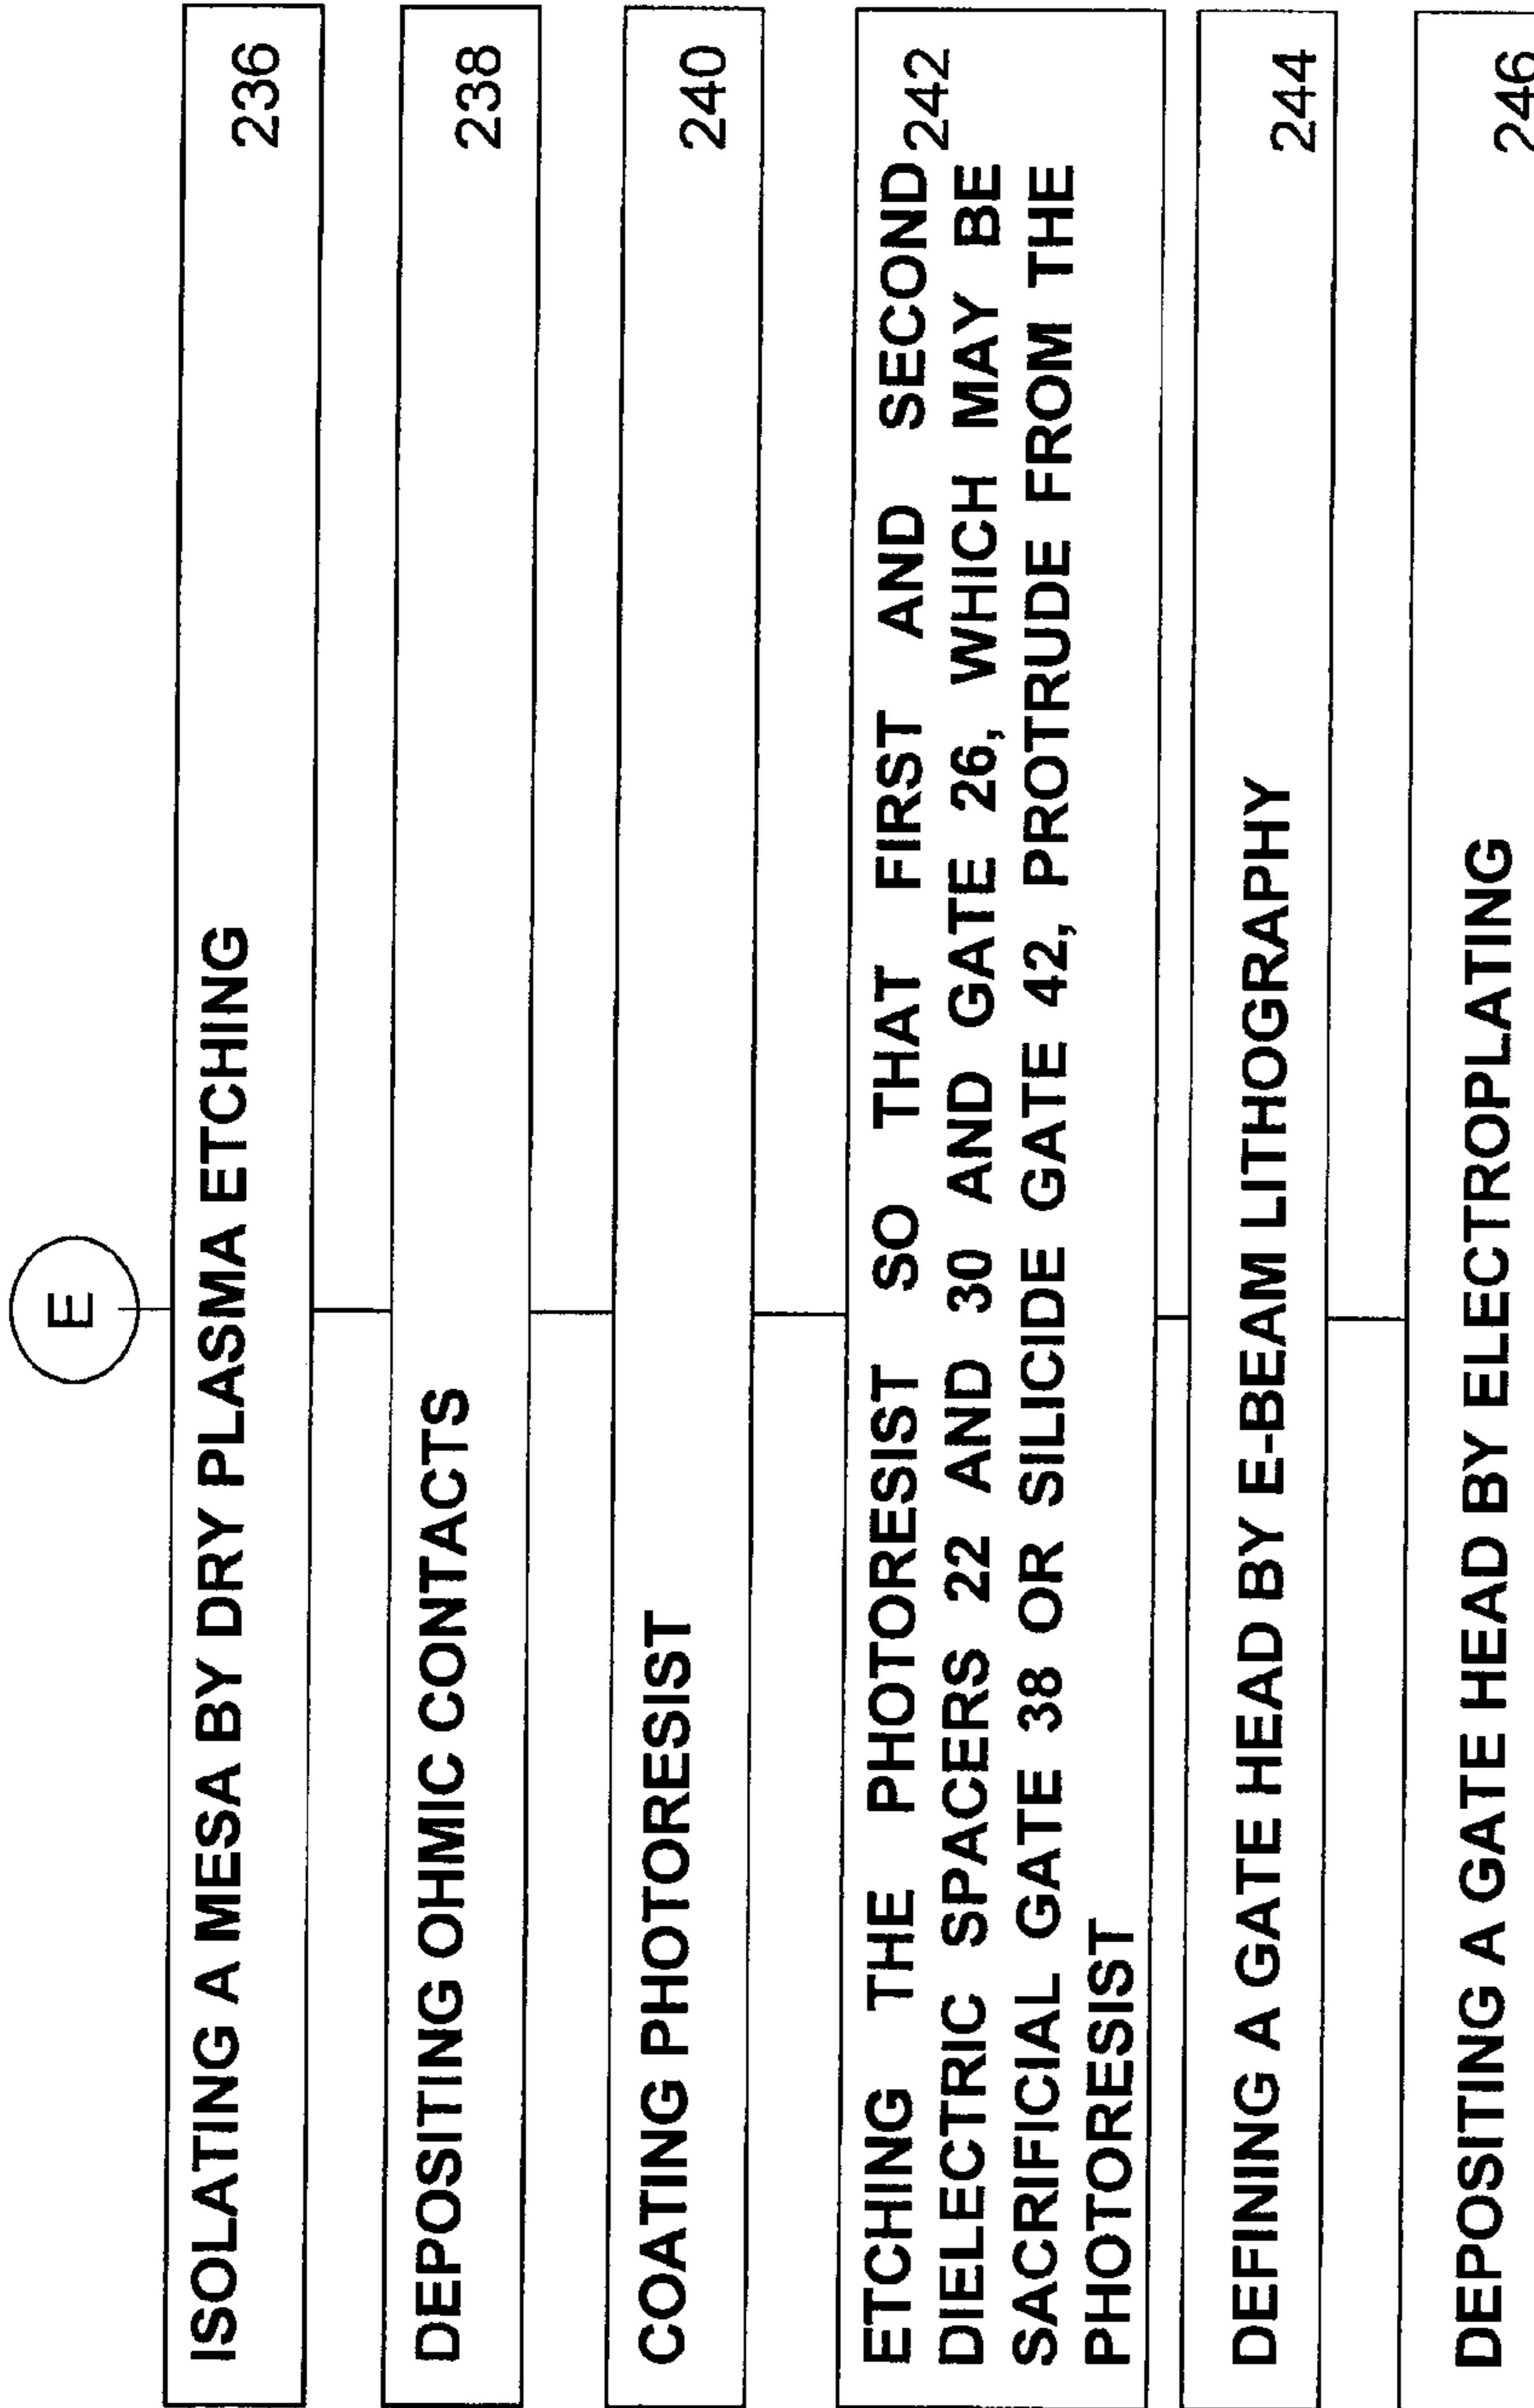 E
ISOLATING A MESA BY DRY PLASMA ETCHING
236
DEPOSITING OHMIC CONTACTS
238
COATING PHOTORESIST
240
ETCHING THE PHOTORESIST SO THAT FIRST AND SECOND 242
DIELECTRIC SPACERS 22 AND 30 AND GATE 26, WHICH MAY BE
SACRIFICIAL GATE 38 OR SILICIDE GATE 42, PROTRUDE FROM THE
PHOTORESIST
DEFINING A GATE HEAD BY E-BEAM LITHOGRAPHY
244
DEPOSITING A GATE HEAD BY ELECTROPLATING
246